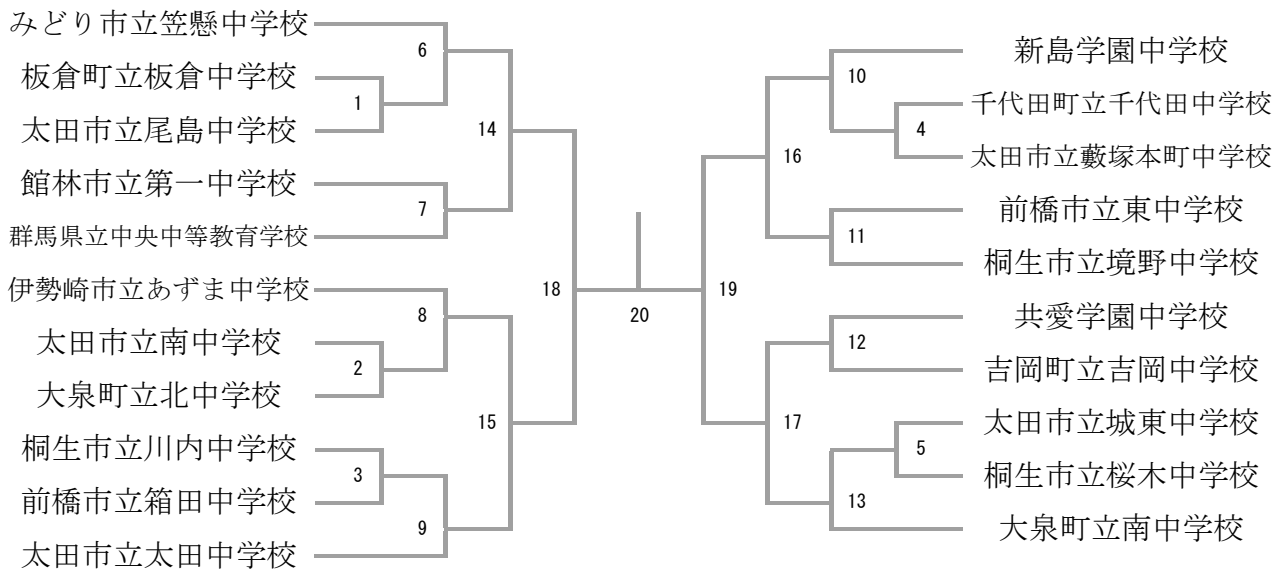 みどり市立笠懸中学校
板倉町立板倉中学校
太田市立尾島中学校
館林市立第一中学校
群馬県立中央中等教育学校
伊勢崎市立あずま中学校
太田市立南中学校
大泉町立北中学校
桐生市立川内中学校
前橋市立箱田中学校
太田市立太田中学校
1
2
3
6
7
8
9
14
15
18
20
19
16
17
10
11
12
13
4
5
新島学園中学校
千代田町立千代田中学校
太田市立藪塚本町中学校
前橋市立東中学校
桐生市立境野中学校
共愛学園中学校
吉岡町立吉岡中学校
太田市立城東中学校
桐生市立桜木中学校
大泉町立南中学校